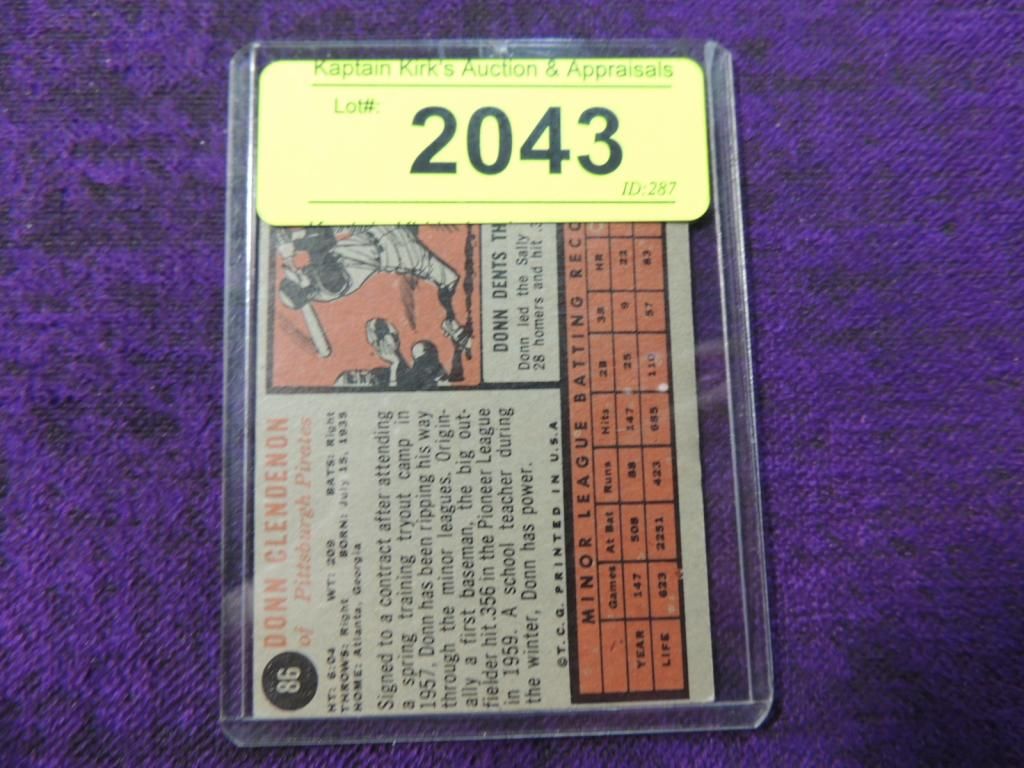 Kaptain Kirk's Auction & Appraisals
Lot#:
2043
ID:287
86
DONN CLENDENON
of Pittsburgh Pirates
HT: 6:04 WT: 209 BATS: Right
THROWS: Right BORN: July 15, 1935
HOME: Atlanta, Georgia
Signed to a contract after attending
a spring training tryout camp in
1957, Donn has been ripping his way
through the minor leagues. Origin-
ally a first baseman, the big out-
fielder hit .356 in the Pioneer League
in 1959. A school teacher during
the winter, Donn has power.
© T. C. G. PRINTED IN U.S.A
DONN DENTS TH
Donn led the Sally
28 homers and hit .3
MINOR LEAGUE BATTING RECO
Games At Bat Runs Hits 2B 3B HR
YEAR 147 508 88 147 25 9 22
LIFE 623 2251 423 685 110 57 83